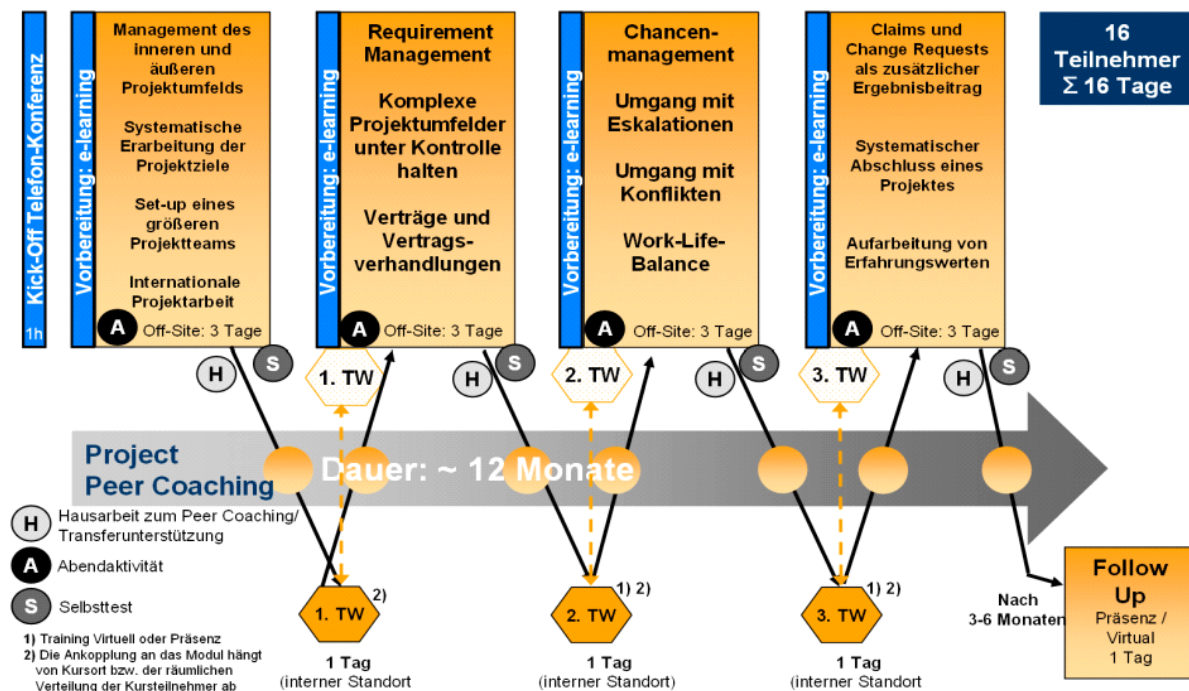 Kick-Off Telefon-Konferenz
1h
Vorbereitung: e-learning
Management des
inneren und
äußeren
Projektumfelds
Systematische
Erarbeitung der
Projektziele
Set-up eines
größeren
Projektteams
Internationale
Projektarbeit
A
Off-Site: 3 Tage
Vorbereitung: e-learning
Requirement
Management
Komplexe
Projektumfelder
unter Kontrolle
halten
Verträge und
Vertrags-
verhandlungen
A
Off-Site: 3 Tage
Vorbereitung: e-learning
Chancen-
management
Umgang mit
Eskalationen
Umgang mit
Konflikten
Work-Life-
Balance
A
Off-Site: 3 Tage
Vorbereitung: e-learning
Claims und
Change Requests
als zusätzlicher
Ergebnisbeitrag
Systematischer
Abschluss eines
Projektes
Aufarbeitung von
Erfahrungswerten
A
Off-Site: 3 Tage
16
Teilnehmer
Σ 16 Tage
H
S
1. TW
H
S
2. TW
H
S
3. TW
H
S
Project
Peer Coaching
Dauer: ~ 12 Monate
H
Hausarbeit zum Peer Coaching/
Transferunterstützung
A
Abendaktivität
S
Selbsttest
1) Training Virtuell oder Präsenz
2) Die Ankopplung an das Modul hängt
von Kursort bzw. der räumlichen
Verteilung der Kursteilnehmer ab
1. TW
2)
1 Tag
(interner Standort
2. TW
1) 2)
1 Tag
(interner Standort
3. TW
1) 2)
1 Tag
(interner Standort
Nach
3-6 Monaten
Follow
Up
Präsenz /
Virtual
1 Tag